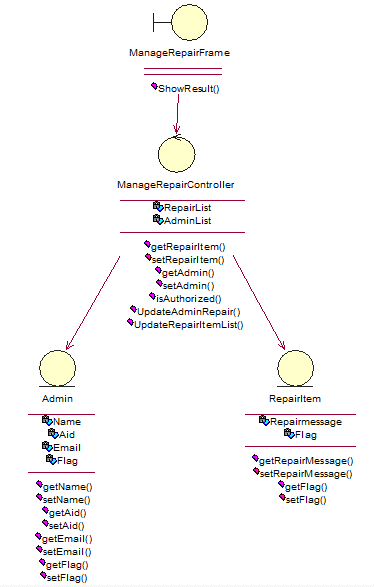 ManageRepairFrame
ShowResult()
ManageRepairController
RepairList
AdminList
getRepairItem()
setRepairItem()
getAdmin()
setAdmin()
isAuthorized()
UpdateAdminRepair()
UpdateRepairItemList()
Admin
Name
Aid
Email
Flag
getName()
setName()
getAid()
setAid()
getEmail()
setEmail()
getFlag()
setFlag()
RepairItem
Repairmessage
Flag
getRepairMessage()
setRepairMessage()
getFlag()
setFlag()